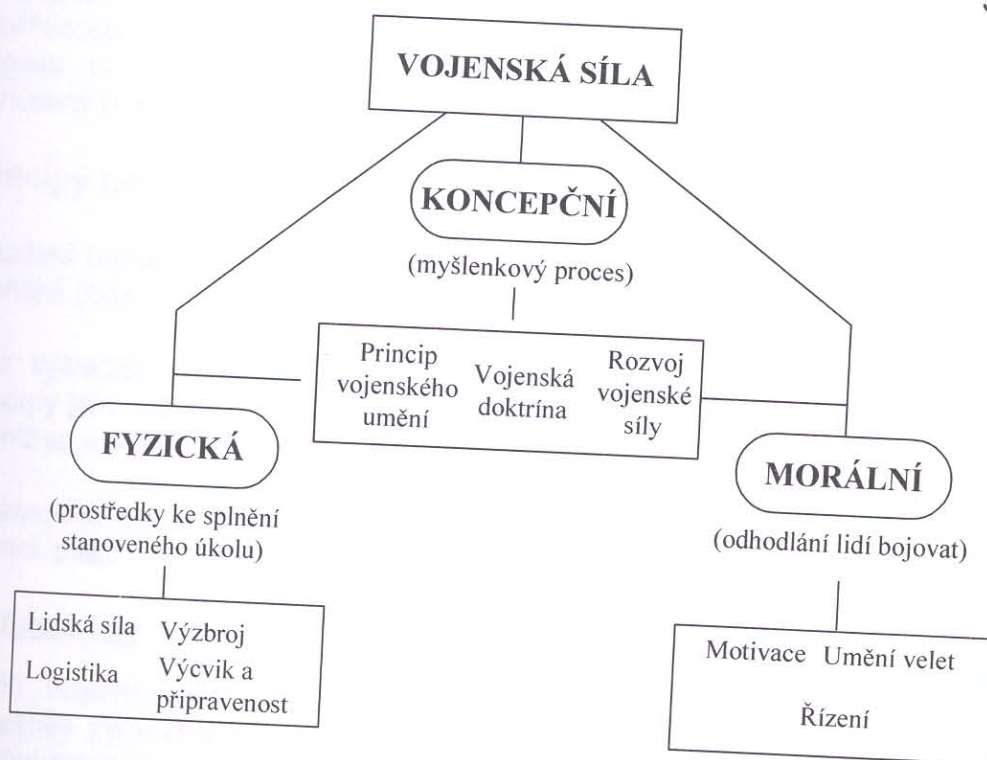 VOJENSKÁ SÍLA
KONCEPČNÍ
(myšlenkový proces)
Princip
vojenského
umění
Vojenská
doktrína
Rozvoj
vojenské
síly
FYZICKÁ
(prostředky ke splnění
stanoveného úkolu)
Lidská síla
Výzbroj
Logistika
Výcvik a
připravenost
MORÁLNÍ
(odhodlání lidí bojovat)
Motivace
Umění velet
Řízení